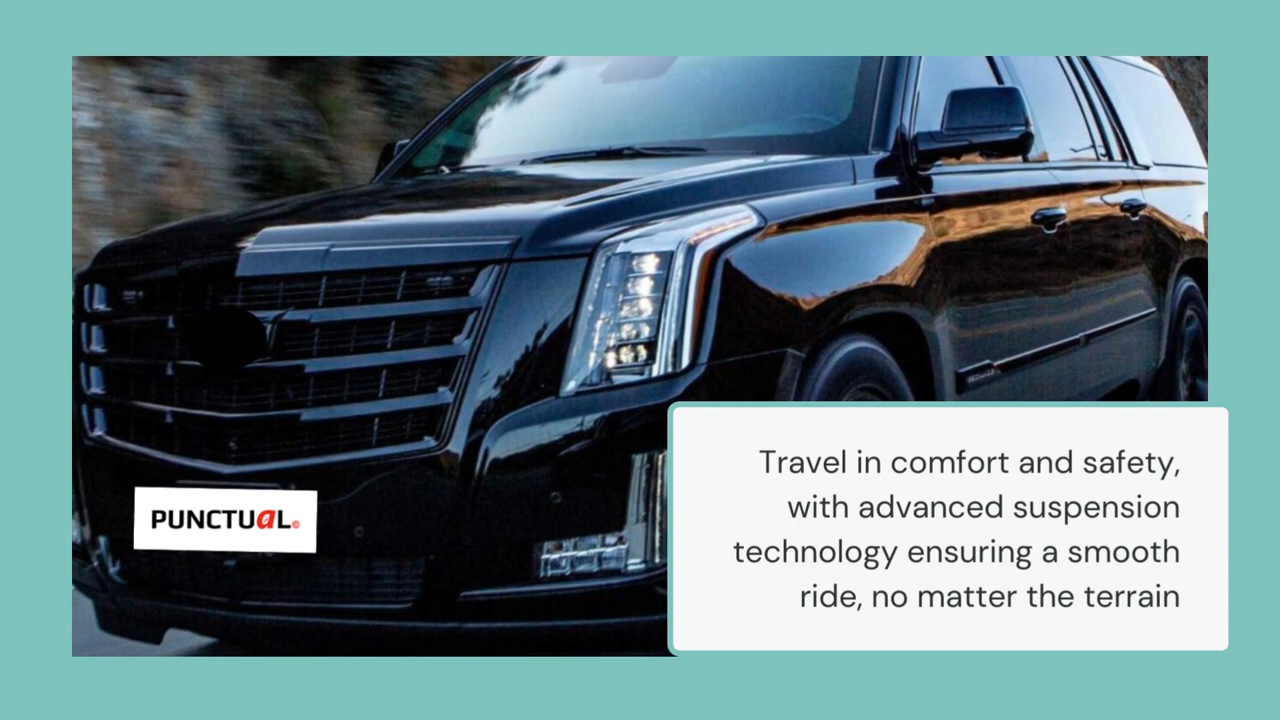 PUNCTUaL
Travel in comfort and safety,
with advanced suspension
technology ensuring a smooth
ride, no matter the terrain